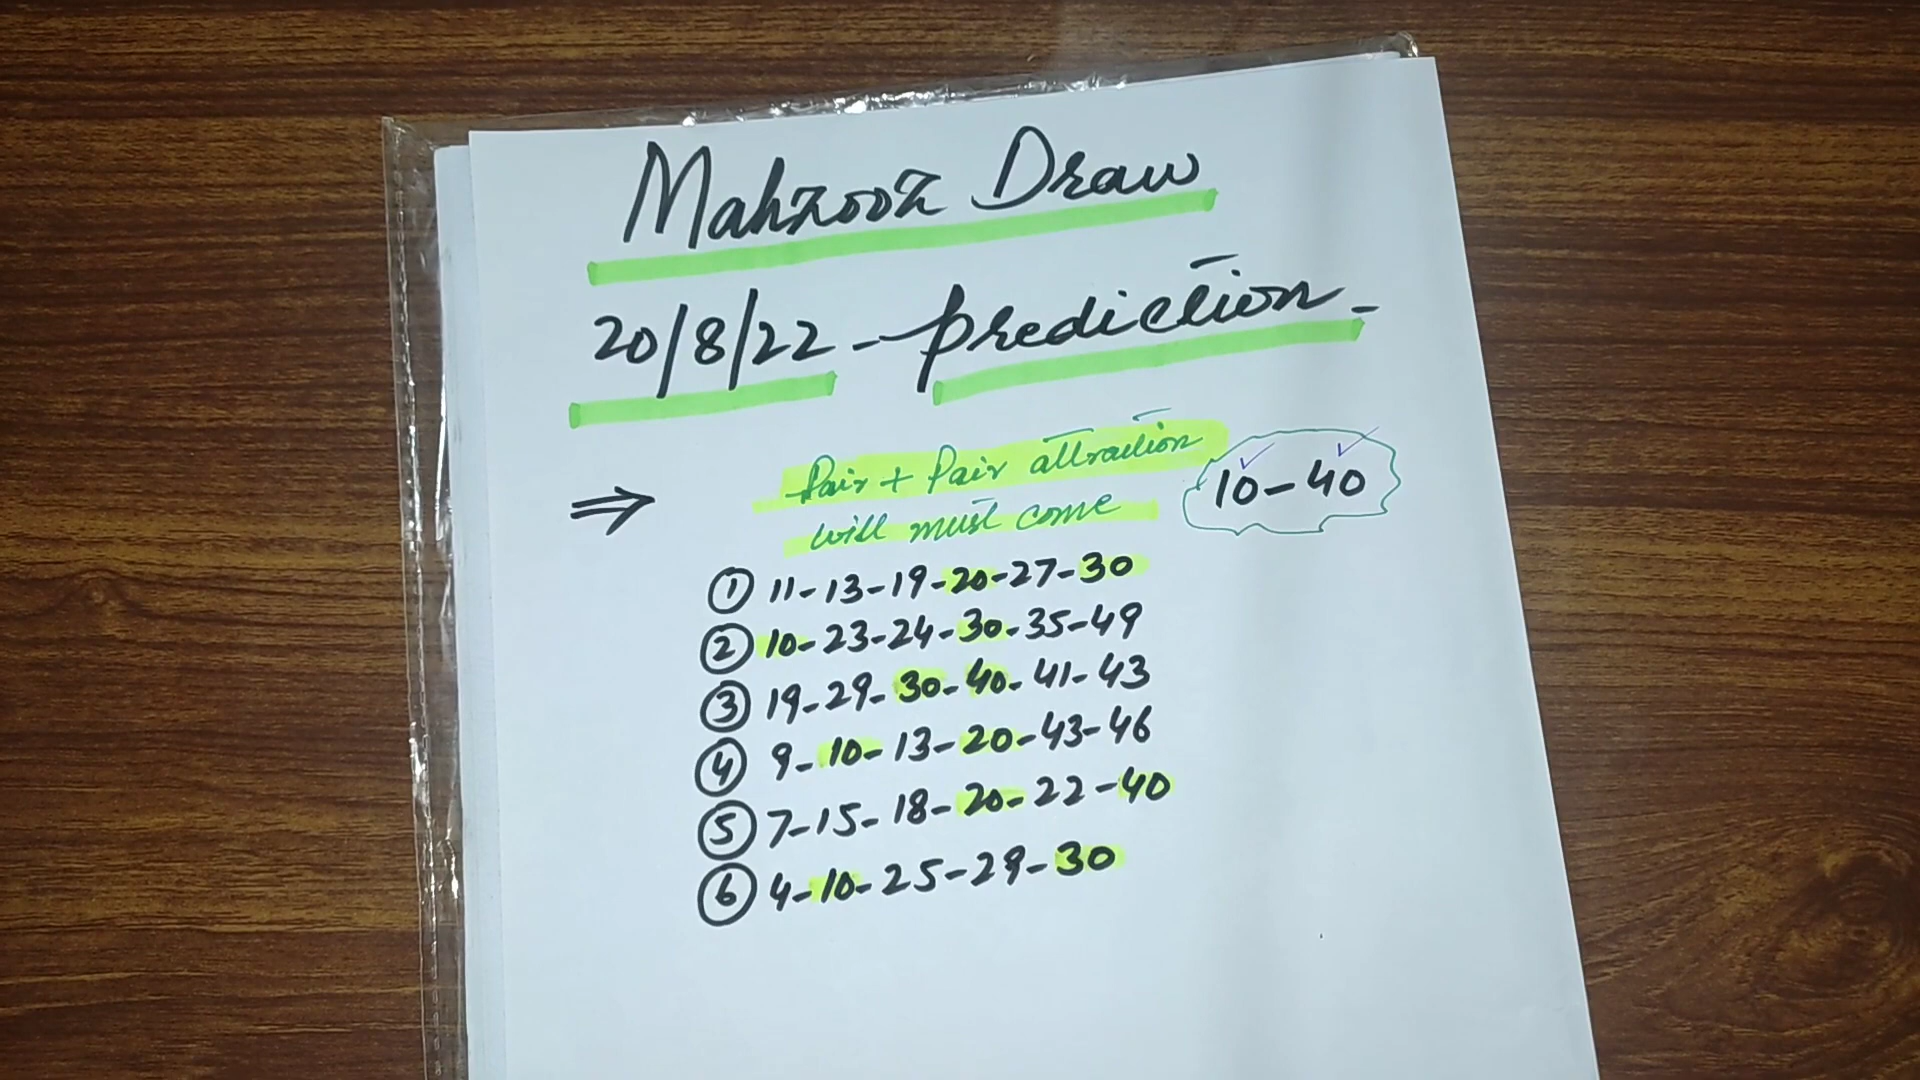 Mahzooz Draw
20/8/22 - Prediction -
⇒ Pair + Pair attraction
will must come
10-40
① 11-13-19-20-27-30
② 10-23-24-30-35-49
③ 19-29-30-40-41-43
④ 9-10-13-20-43-46
⑤ 7-15-18-20-22-40
⑥ 4-10-25-29-30